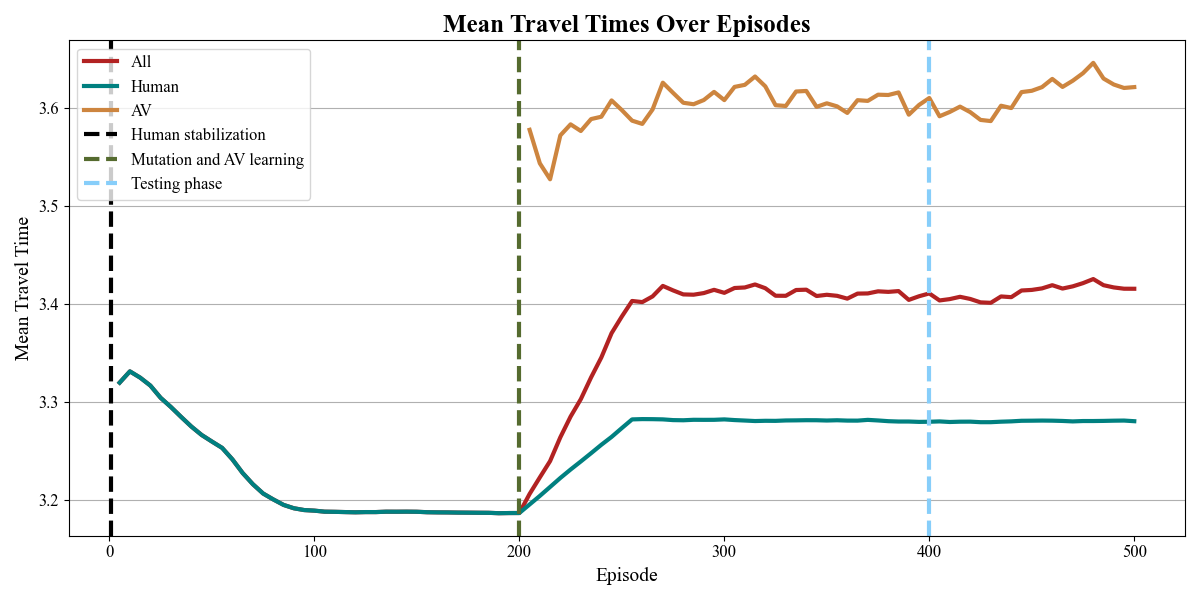 Mean Travel Times Over Episodes
All
Human
AV
Human stabilization
Mutation and AV learning
Testing phase
Mean Travel Time
3.6
3.5
3.4
3.3
3.2
0 100 200 300 400 500
Episode